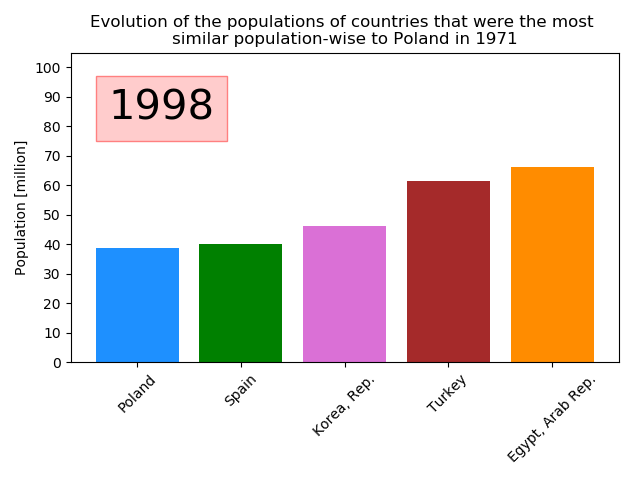 Evolution of the populations of countries that were the most
similar population-wise to Poland in 1971
1998
Population [million]
100
90
80
70
60
50
40
30
20
10
0
Poland
Spain
Korea, Rep.
Turkey
Egypt, Arab Rep.